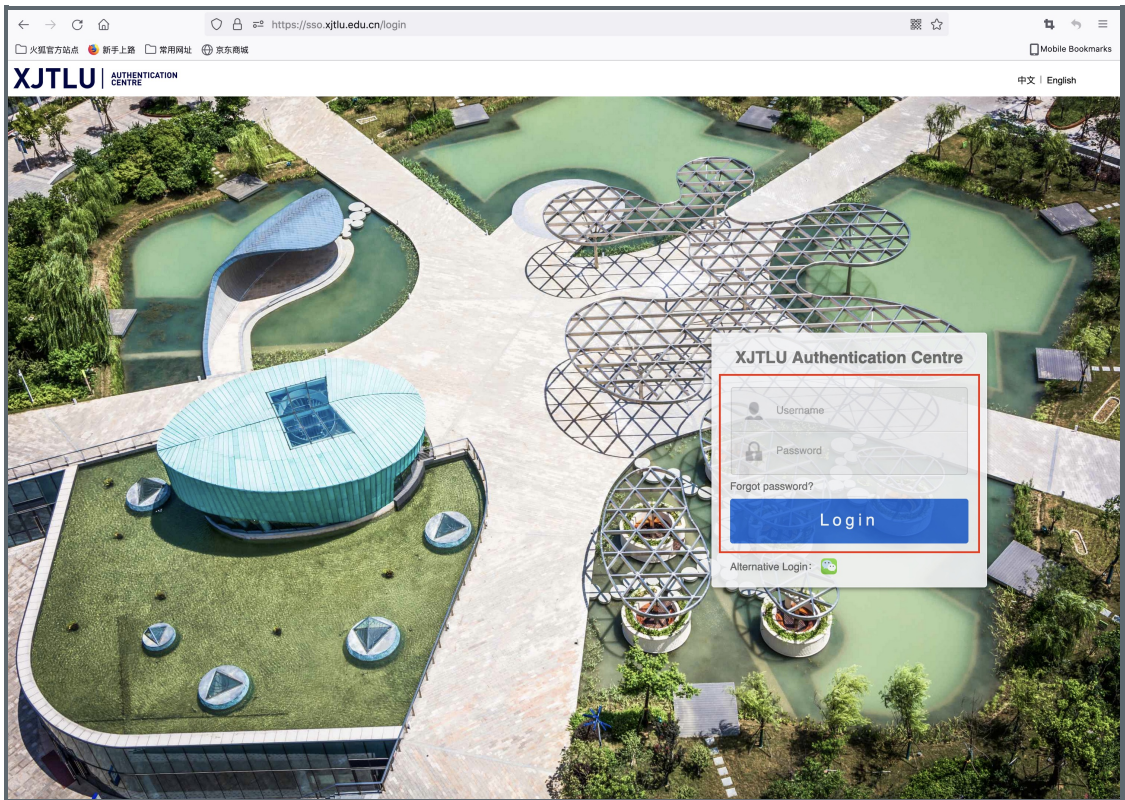 https://sso.xjtlu.edu.cn/login
火狐官方站点 新手上路 常用网址 京东商城 Mobile Bookmarks
XJTLU AUTHENTICATION CENTRE
中文 | English
XJTLU Authentication Centre
Username
Password
Forgot password?
Login
Alternative Login: